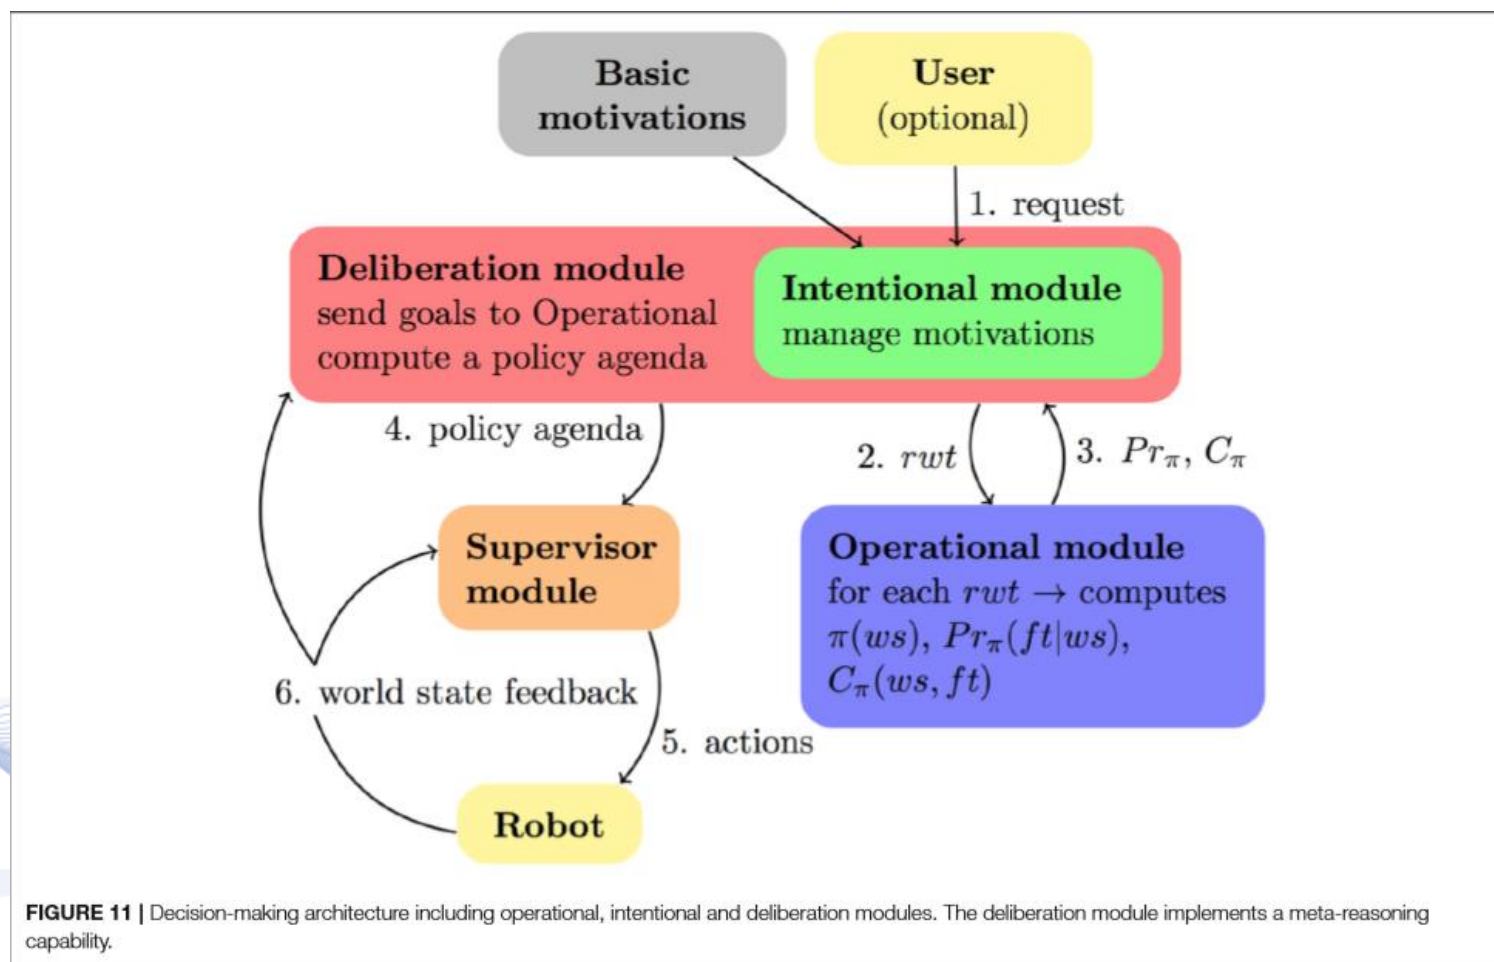 Basic
motivations
User
(optional)
1. request
Deliberation module
send goals to Operational
compute a policy agenda
Intentional module
manage motivations
4. policy agenda
2. rwt
3. Prπ, Cπ
Supervisor
module
Operational module
for each rwt → computes
π(ws), Prπ(ft|ws),
Cπ(ws, ft)
6. world state feedback
5. actions
Robot
FIGURE 11 | Decision-making architecture including operational, intentional and deliberation modules. The deliberation module implements a meta-reasoning
capability.